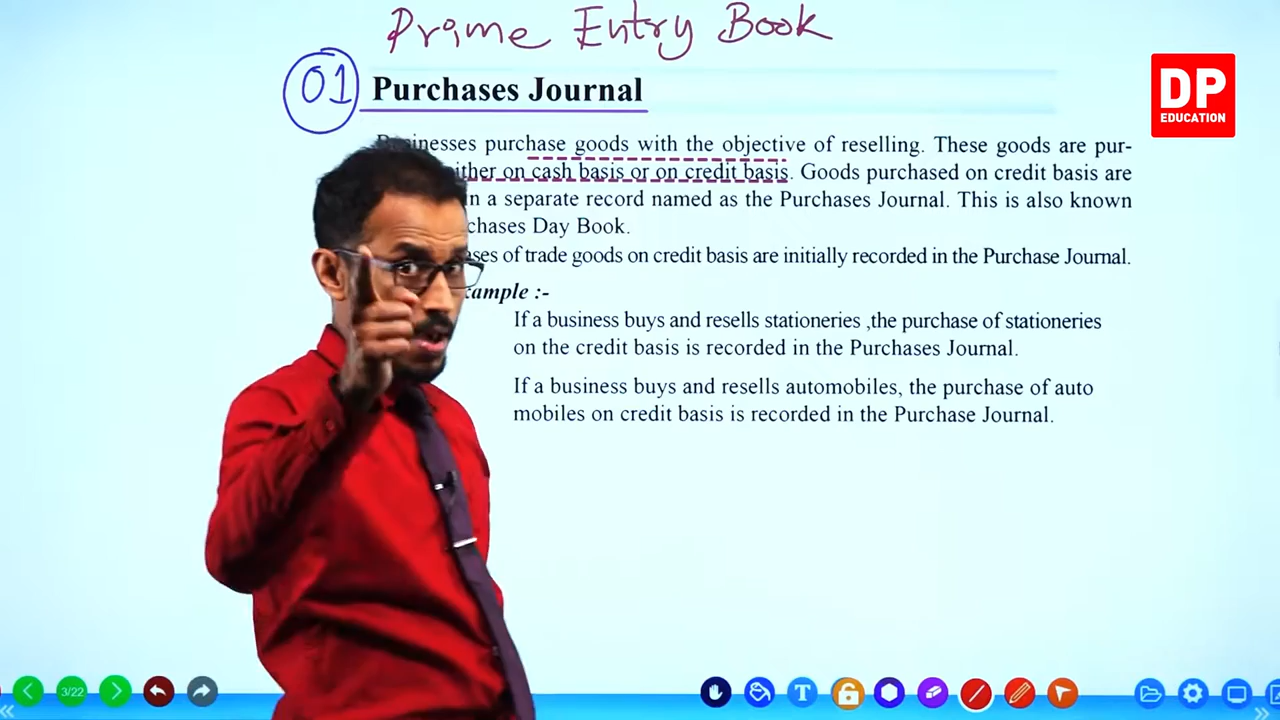 Prime Entry Book
01 Purchases Journal
DP
EDUCATION
purchase goods with the objective of reselling. These goods are pur-
on cash basis or on credit basis. Goods purchased on credit basis are
in a separate record named as the Purchases Journal. This is also known
Day Book.
of trade goods on credit basis are initially recorded in the Purchase Journal.
:-
If a business buys and resells stationeries ,the purchase of stationeries
on the credit basis is recorded in the Purchases Journal.
If a business buys and resells automobiles, the purchase of auto
mobiles on credit basis is recorded in the Purchase Journal.
3/22
T